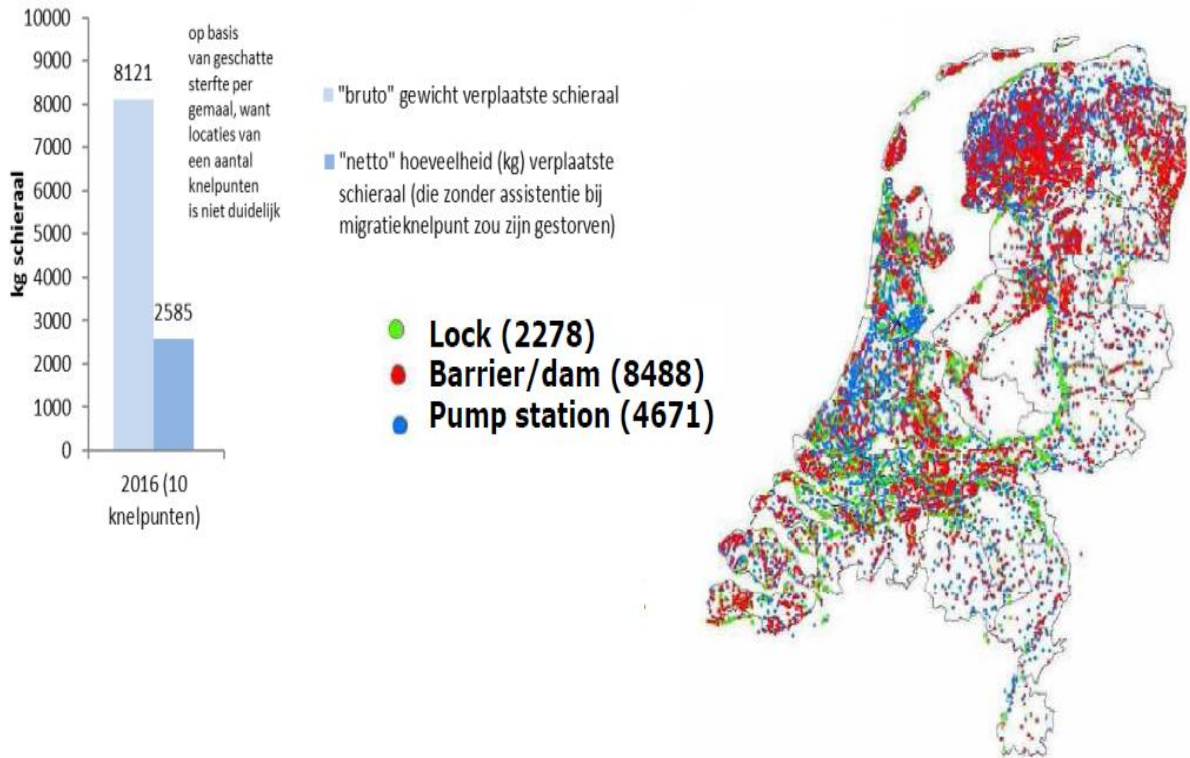 10000
9000
8000
7000
6000
5000
4000
3000
2000
1000
0
kg schieraal
8121
2585
op basis
van geschatte
sterfte per
gemaal, want
locaties van
een aantal
knelpunten
is niet duidelijk
2016 (10
knelpunten)
"bruto" gewicht verplaatste schieraal
"netto" hoeveelheid (kg) verplaatste
schieraal (die zonder assistentie bij
migratieknelpunt zou zijn gestorven)
Lock (2278)
Barrier/dam (8488)
Pump station (4671)